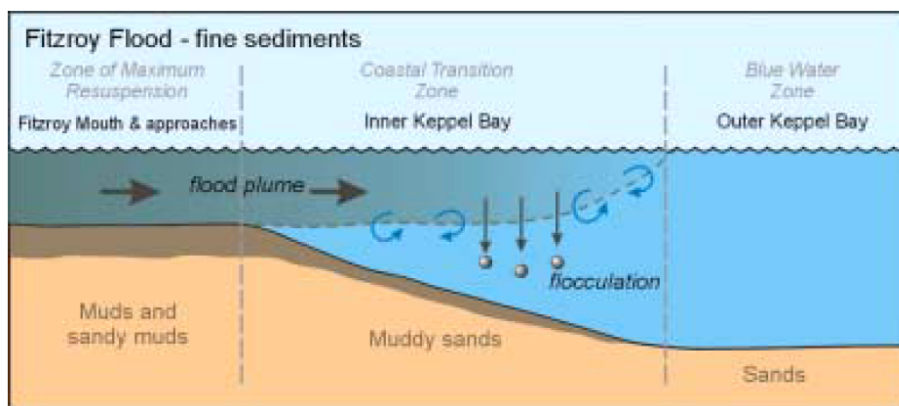 Fitzroy Flood - fine sediments
Zone of Maximum
Resuspension
Coastal Transition
Zone
Blue Water
Zone
Fitzroy Mouth & approaches
Inner Keppel Bay
Outer Keppel Bay
flood plume
flocculation
Muds and
sandy muds
Muddy sands
Sands